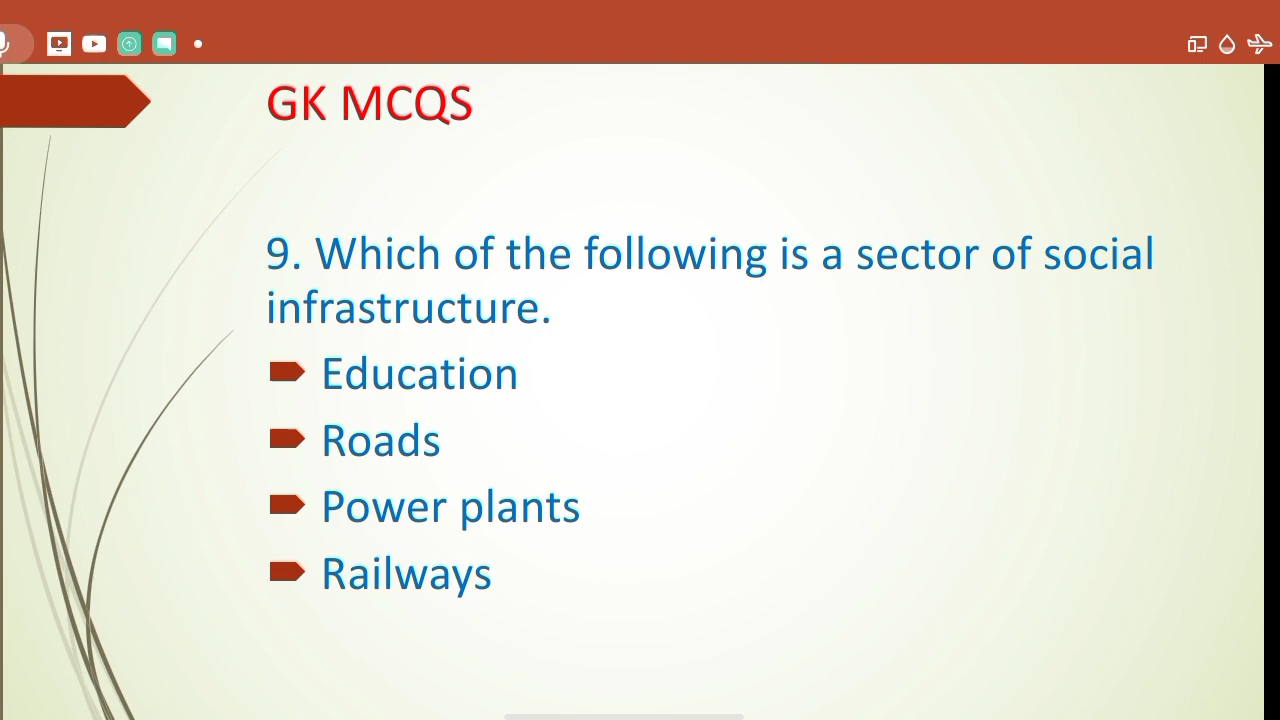 GK MCQS
9. Which of the following is a sector of social
infrastructure.
Education
Roads
Power plants
Railways